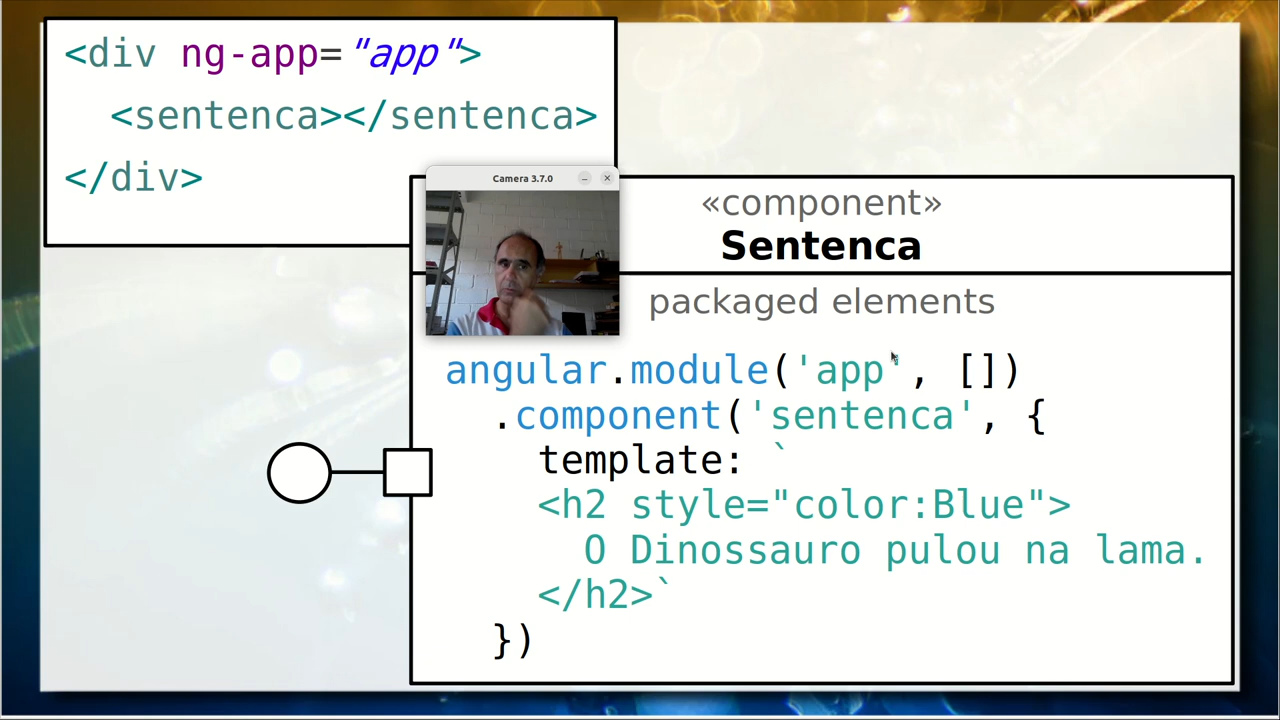 <div ng-app="app">
<sentenca></sentenca>
</div>
Camera 3.7.0
«component»
Sentenca
packaged elements
angular.module('app', [])
.component('sentenca', {
template: `
<h2 style="color:Blue">
O Dinossauro pulou na lama.
</h2>`
})